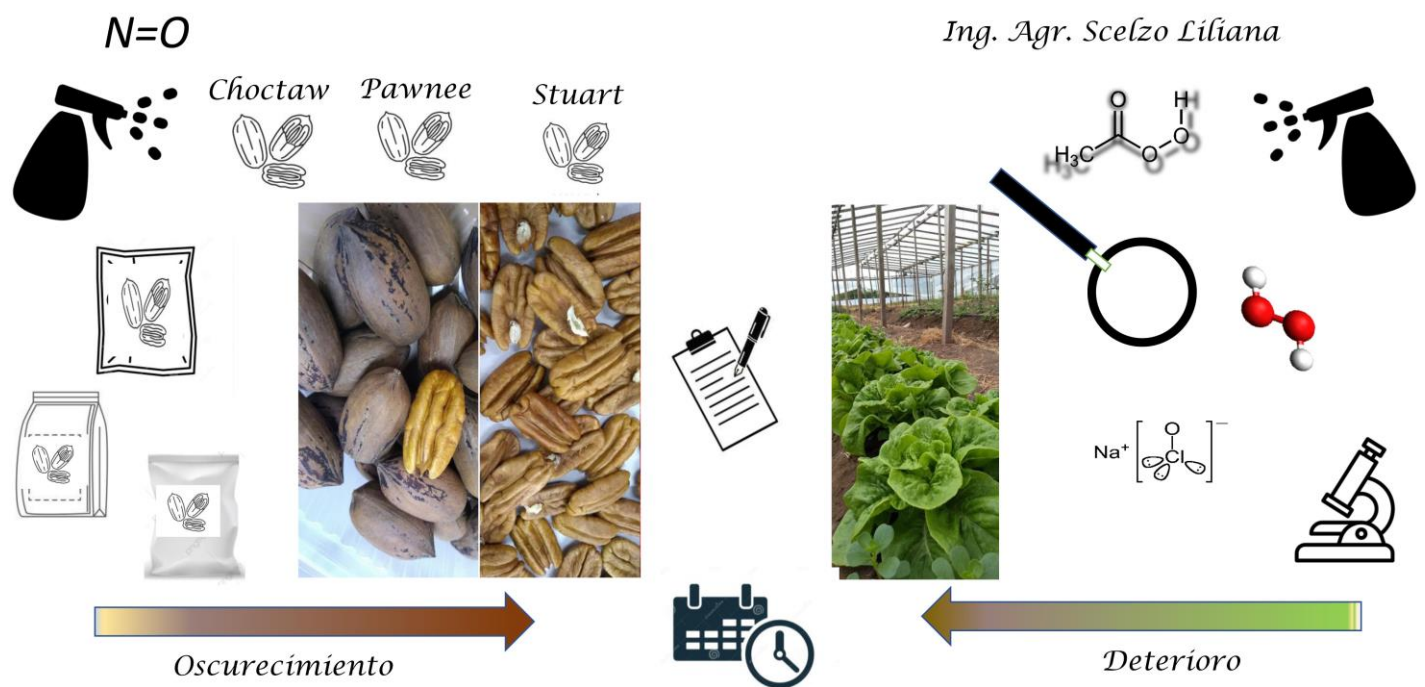 N=O
Ing. Agr. Scelzo Liliana
Choctaw
Pawnee
Stuart
O
H
H₃C
O
O
Na⁺
O
Cl
–
Oscurecimiento
Deterioro